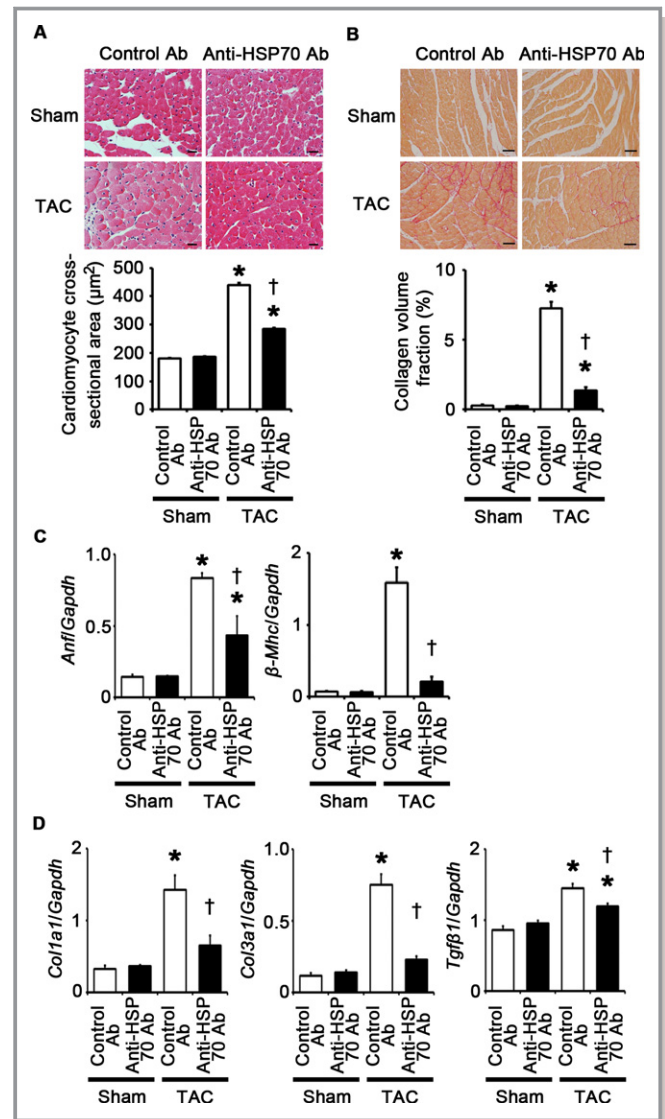 A
Control Ab Anti-HSP70 Ab
Sham
TAC
Cardiomyocyte cross-
sectional area (µm²)
500
400
300
200
100
0
*
†
*
Control
Ab
Anti-HSP
70 Ab
Control
Ab
Anti-HSP
70 Ab
Sham TAC
B
Control Ab Anti-HSP70 Ab
Sham
TAC
Collagen volume
fraction (%)
10
5
0
*
†
*
Control
Ab
Anti-HSP
70 Ab
Control
Ab
Anti-HSP
70 Ab
Sham TAC
C
Anf/Gapdh
1.0
0.5
0
*
†
*
Control
Ab
Anti-HSP
70 Ab
Control
Ab
Anti-HSP
70 Ab
Sham TAC
β-Mhc/Gapdh
2
1
0
*
†
Control
Ab
Anti-HSP
70 Ab
Control
Ab
Anti-HSP
70 Ab
Sham TAC
D
Col1a1/Gapdh
2
1
0
*
†
Control
Ab
Anti-HSP
70 Ab
Control
Ab
Anti-HSP
70 Ab
Sham TAC
Col3a1/Gapdh
1.0
0.5
0
*
†
Control
Ab
Anti-HSP
70 Ab
Control
Ab
Anti-HSP
70 Ab
Sham TAC
Tgfβ1/Gapdh
2
1
0
*
†
*
Control
Ab
Anti-HSP
70 Ab
Control
Ab
Anti-HSP
70 Ab
Sham TAC